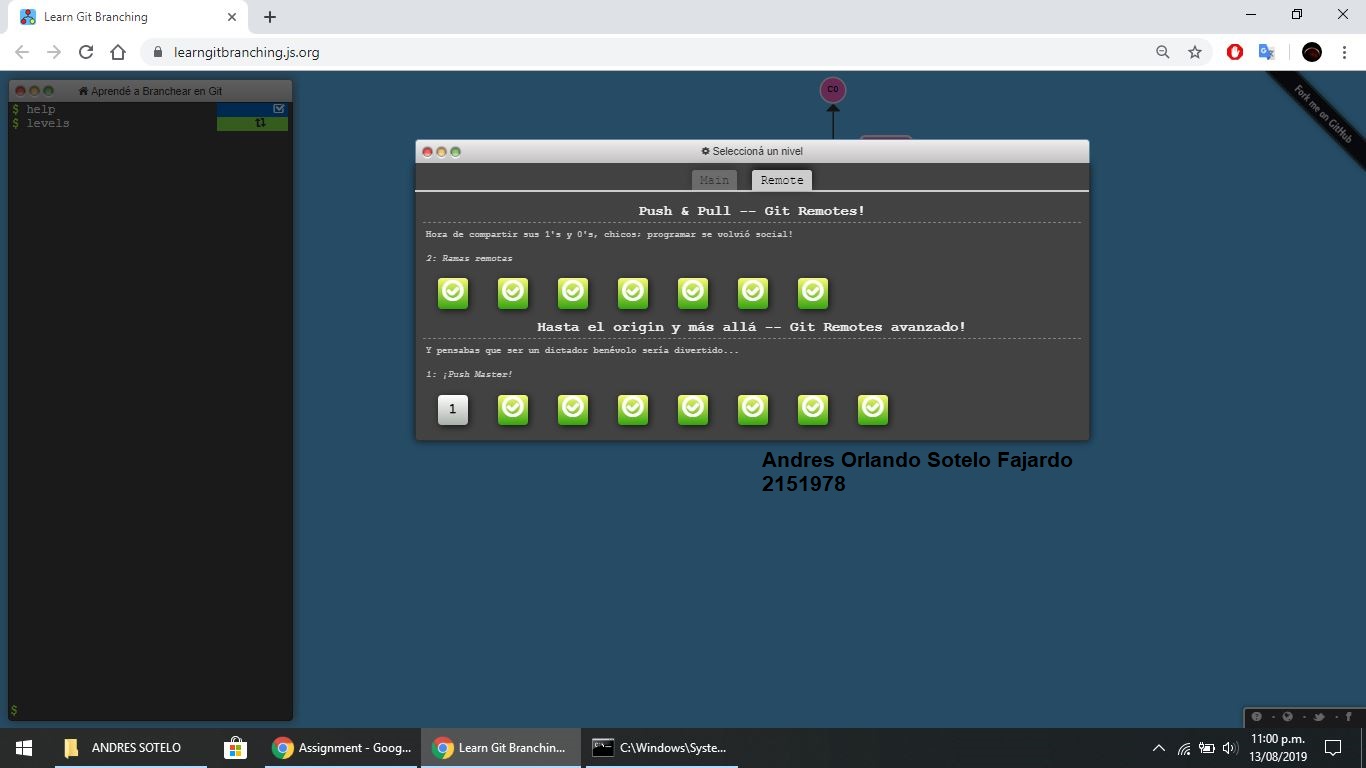 Learn Git Branching
learngitbranching.js.org
Fork me on GitHub
Aprendé a Branchear en Git
$ help
$ levels
$
C0
Seleccioná un nivel
Main Remote
Push & Pull -- Git Remotes!
Hora de compartir sus 1's y 0's, chicos; programar se volvió social!
2: Ramas remotas
Hasta el origin y más allá -- Git Remotes avanzado!
Y pensabas que ser un dictador benévolo sería divertido...
1: ¡Push Master!
1
Andres Orlando Sotelo Fajardo
2151978
ANDRES SOTELO
Assignment - Goog...
Learn Git Branchin...
C:\Windows\Syste...
11:00 p.m.
13/08/2019